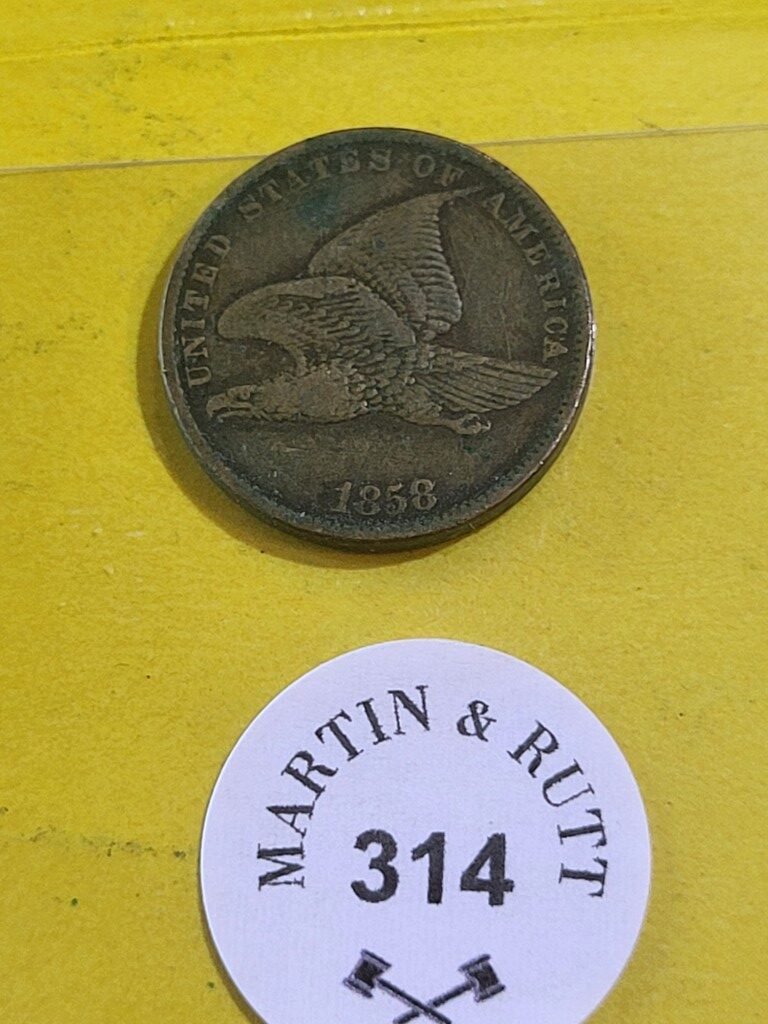 UNITED STATES OF AMERICA
1858
MARTIN & RUTT
314